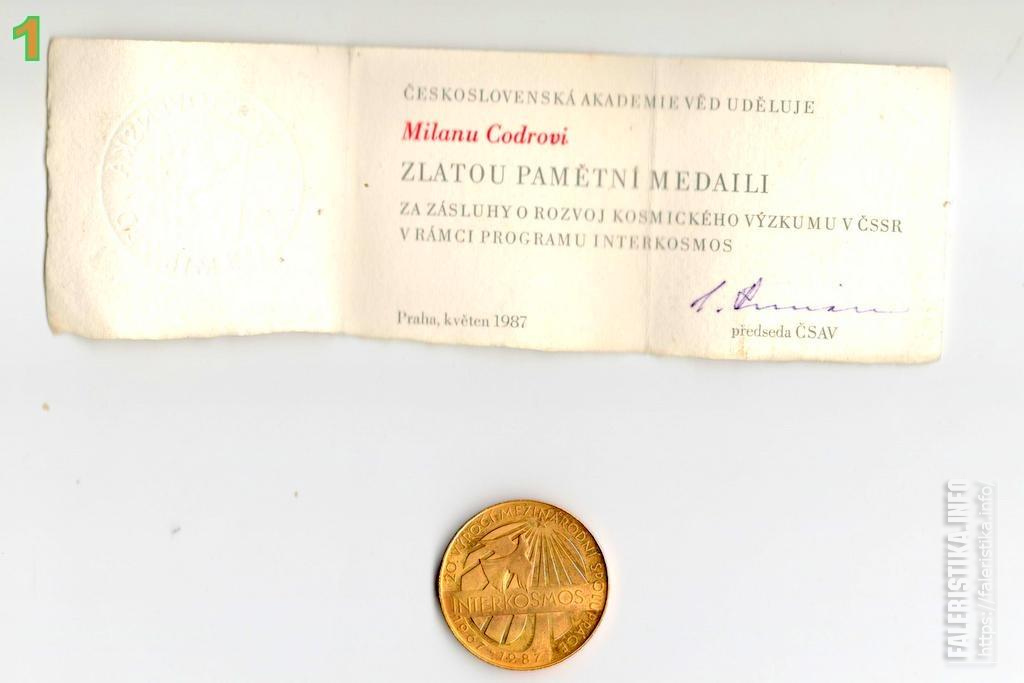 1
ČESKOSLOVENSKÁ AKADEMIE VĚD UDĚLUJE
Milanu Codrovi
ZLATOU PAMĚTNÍ MEDAILI
ZA ZÁSLUHY O ROZVOJ KOSMICKÉHO VÝZKUMU V ČSSR
V RÁMCI PROGRAMU INTERKOSMOS
Praha, květen 1987
předseda ČSAV
20. VÝROČÍ MEZINÁRODNÍ SPOLUPRÁCE
INTERKOSMOS
1967-1987
FALERISTIKA.INFO
https://faleristika.info/